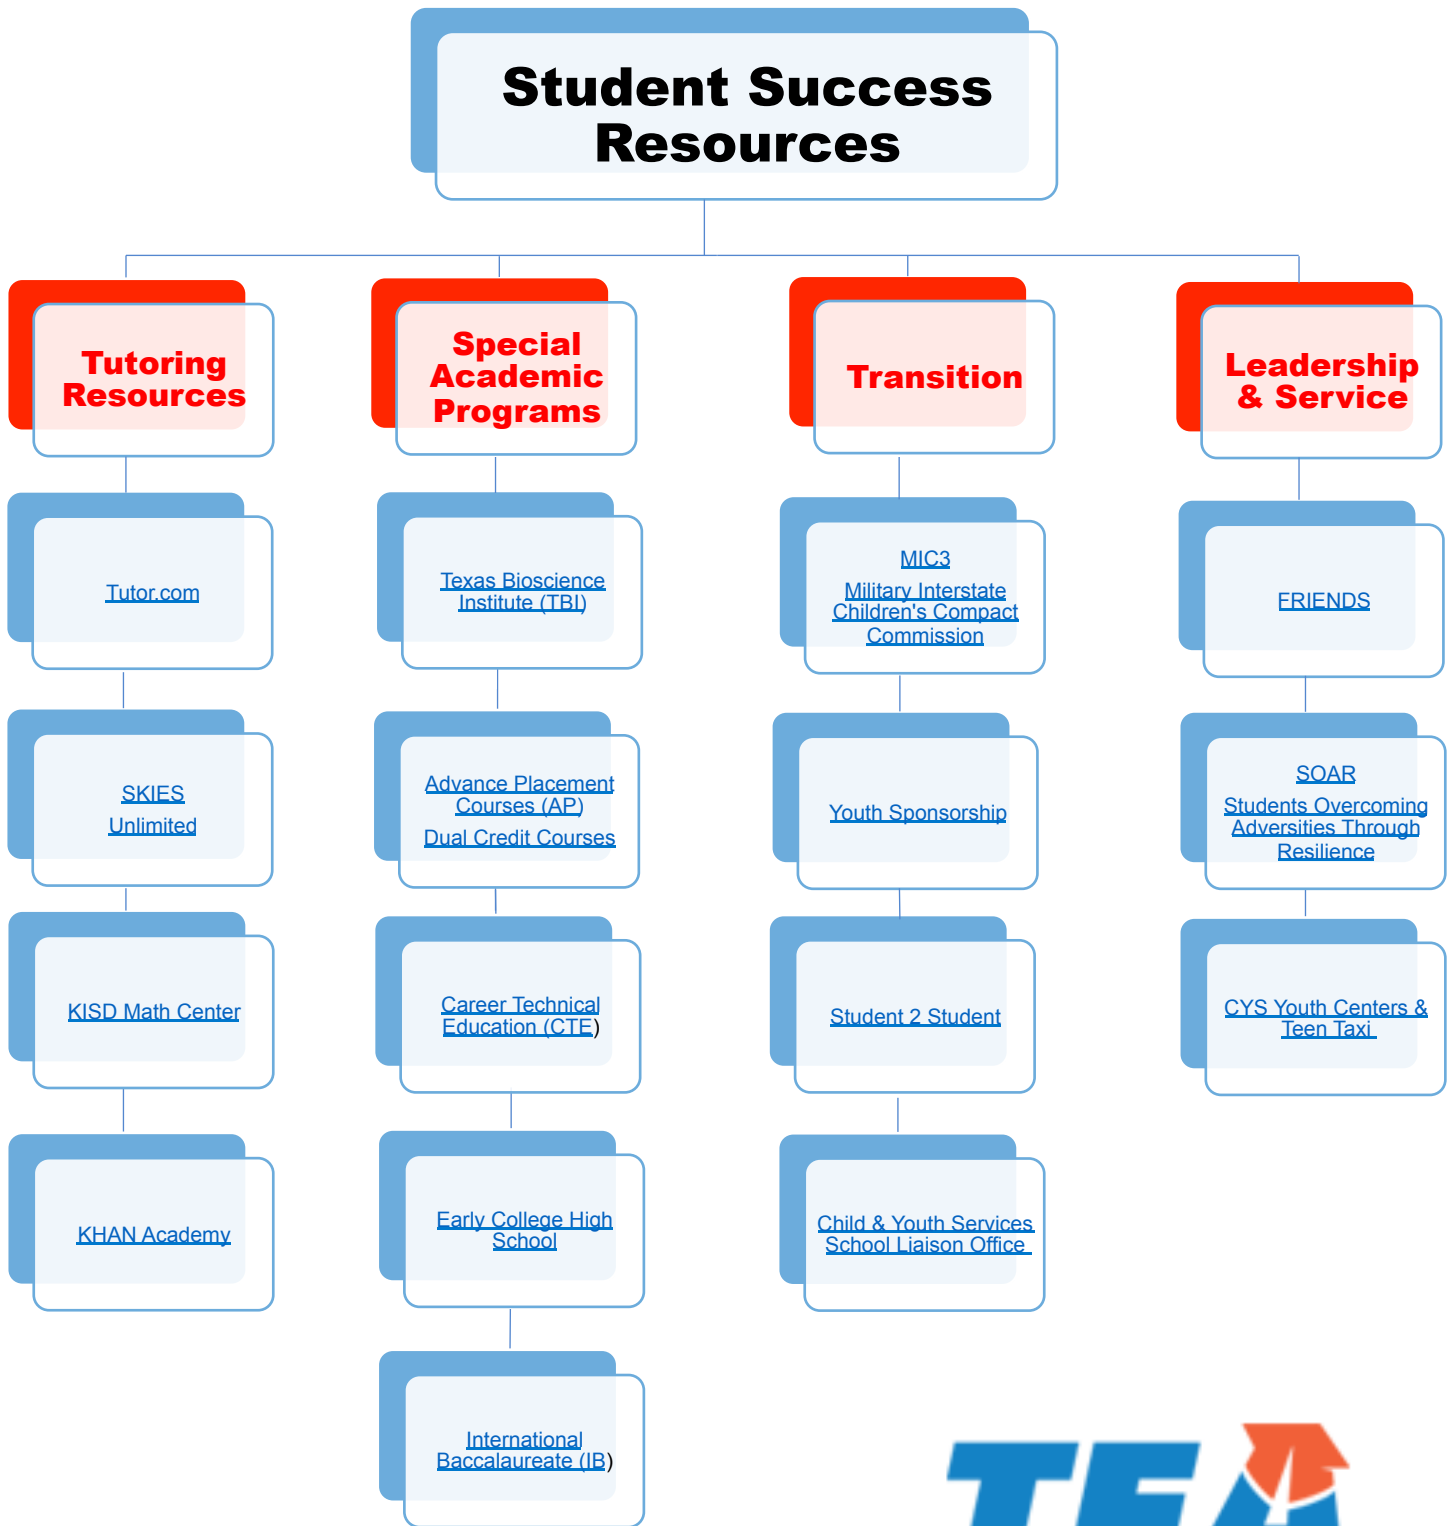 Student Success
Resources
Tutoring
Resources
Tutor.com
SKIES
Unlimited
KISD Math Center
KHAN Academy
Special
Academic
Programs
Texas Bioscience
Institute (TBI)
Advance Placement
Courses (AP)
Dual Credit Courses
Career Technical
Education (CTE)
Early College High
School
International
Baccalaureate (IB)
Transition
MIC3
Military Interstate
Children's Compact
Commission
Youth Sponsorship
Student 2 Student
Child & Youth Services
School Liaison Office
Leadership
& Service
FRIENDS
SOAR
Students Overcoming
Adversities Through
Resilience
CYS Youth Centers &
Teen Taxi
TEA